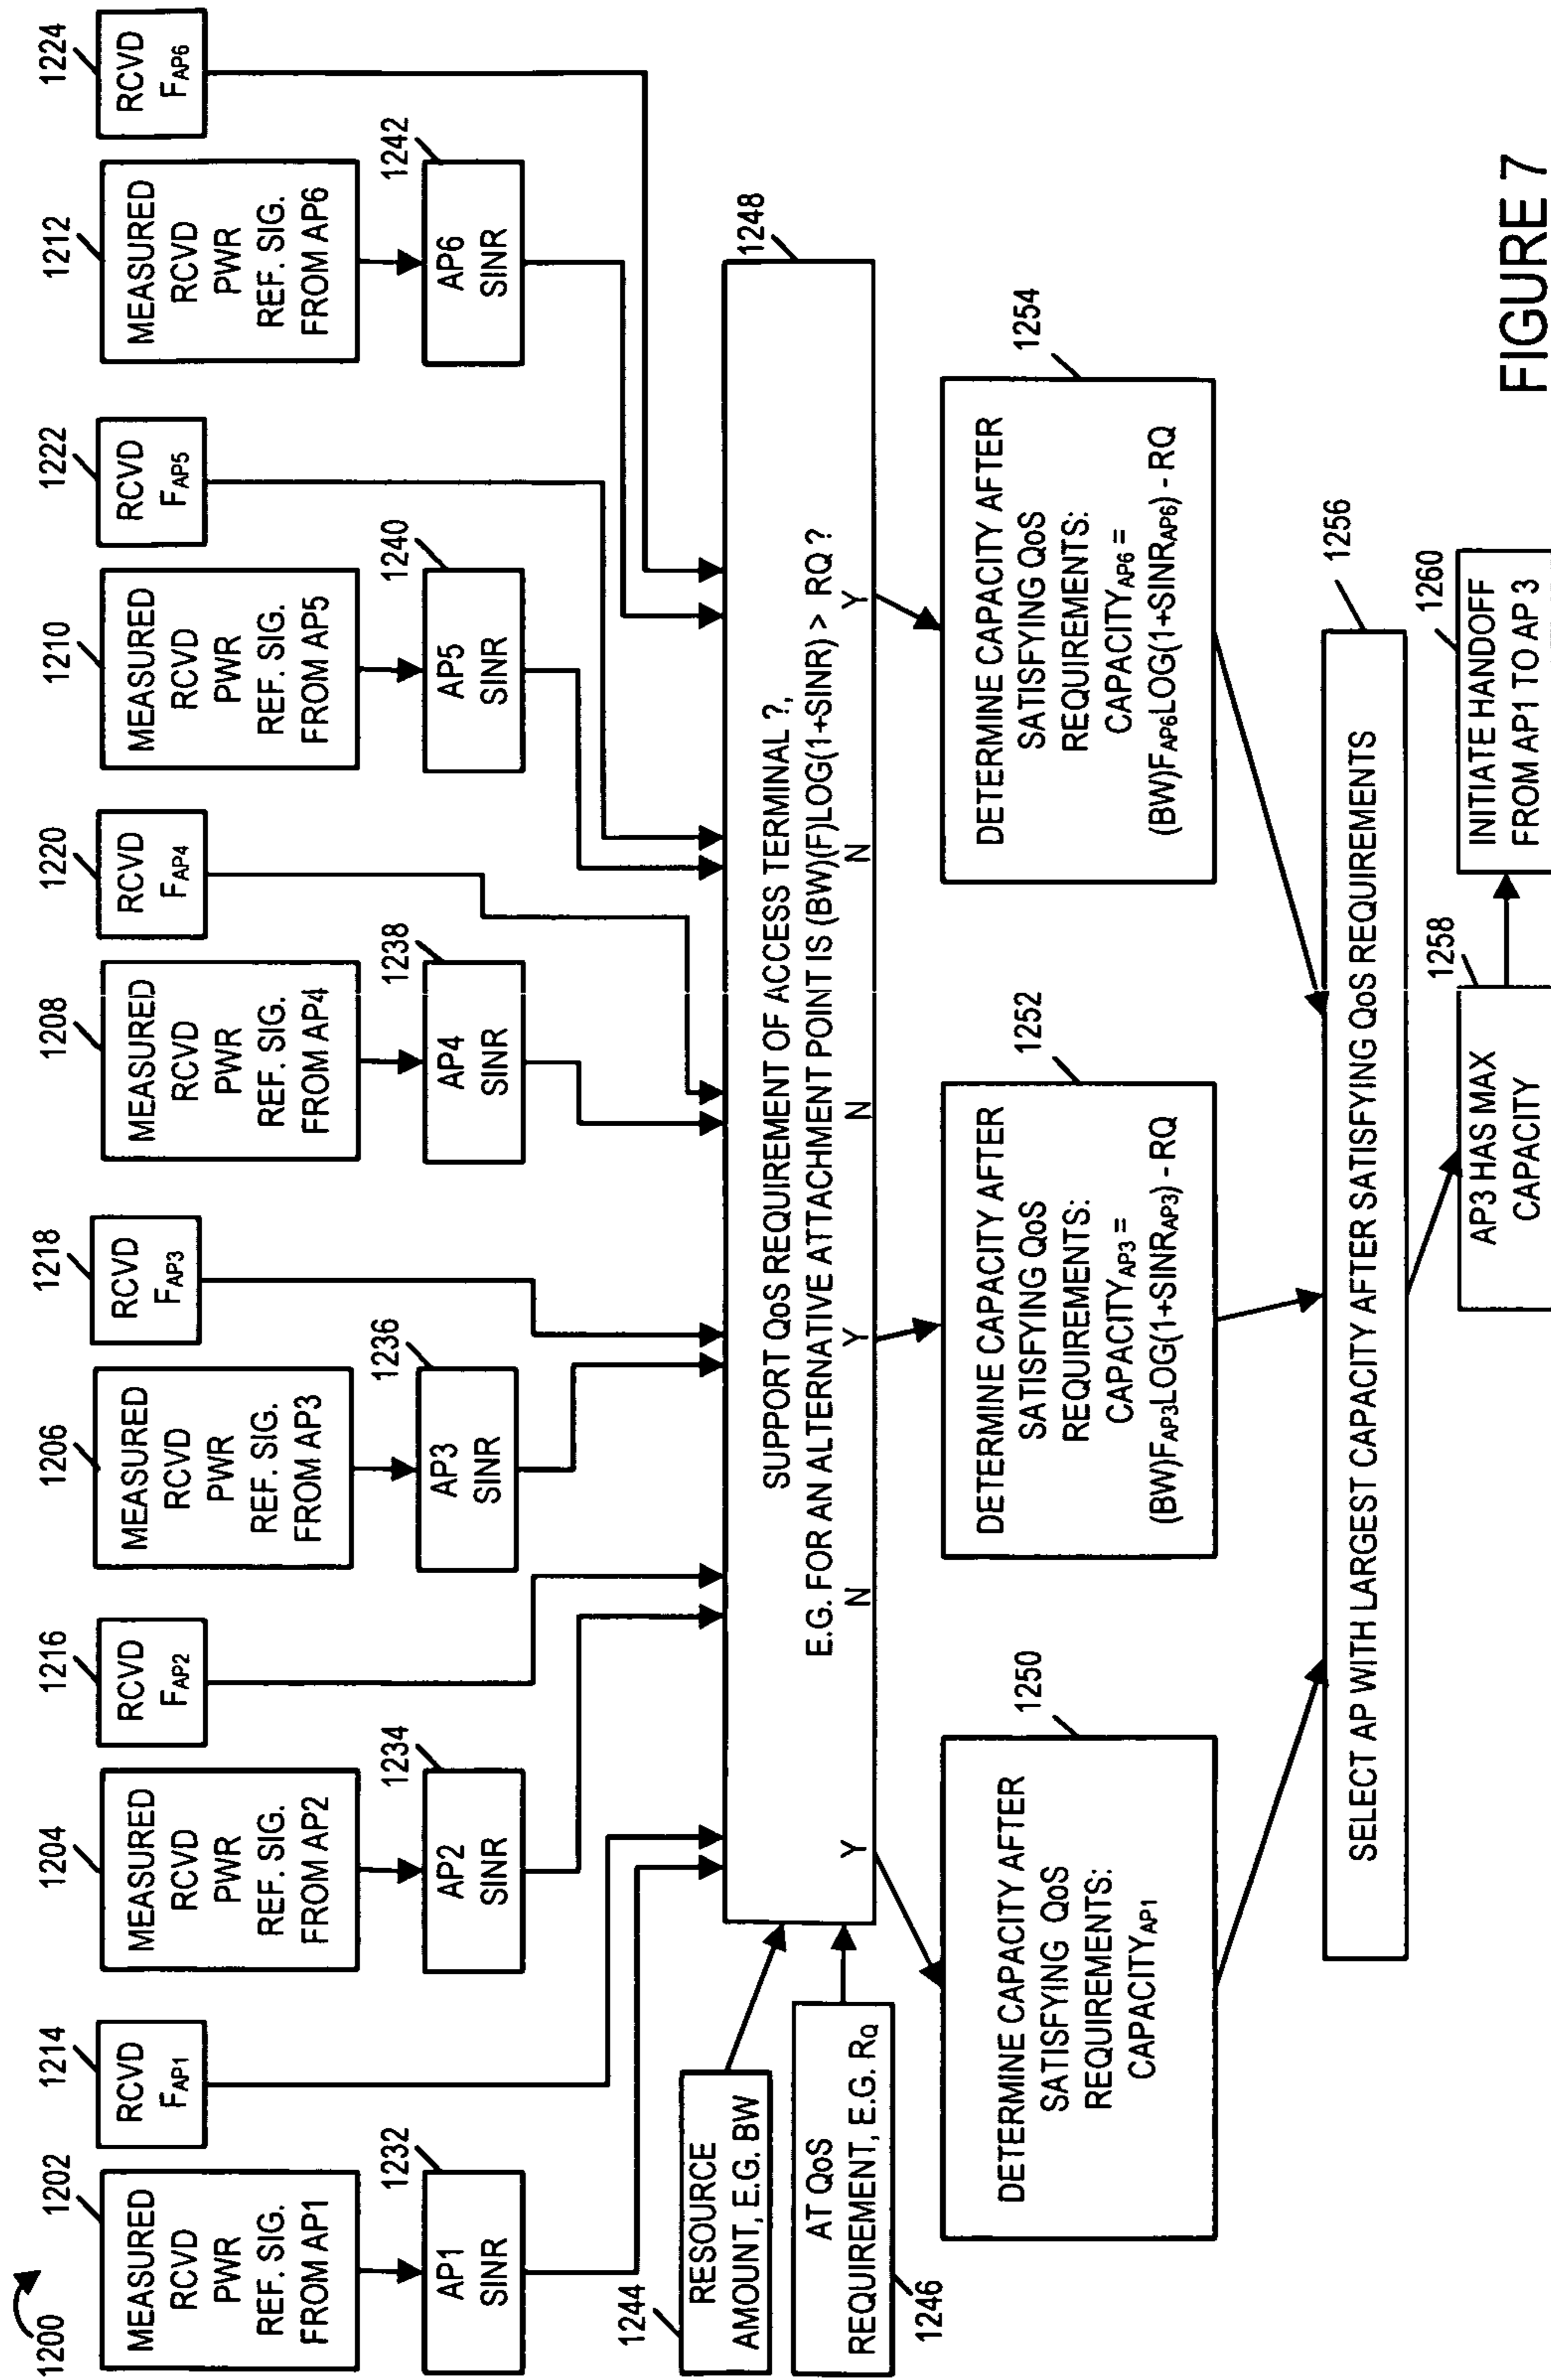 1200
1202
MEASURED
RCVD
PWR
REF. SIG.
FROM AP1
1214
RCVD
FAP1
1204
MEASURED
RCVD
PWR
REF. SIG.
FROM AP2
1216
RCVD
FAP2
1206
MEASURED
RCVD
PWR
REF. SIG.
FROM AP3
1218
RCVD
FAP3
1208
MEASURED
RCVD
PWR
REF. SIG.
FROM AP4
1220
RCVD
FAP4
1210
MEASURED
RCVD
PWR
REF. SIG.
FROM AP5
1222
RCVD
FAP5
1212
MEASURED
RCVD
PWR
REF. SIG.
FROM AP6
1224
RCVD
FAP6
1232
AP1
SINR
1234
AP2
SINR
1236
AP3
SINR
1238
AP4
SINR
1240
AP5
SINR
1242
AP6
SINR
1244
RESOURCE
AMOUNT, E.G. BW
1246
AT QoS
REQUIREMENT, E.G. RQ
1248
SUPPORT QoS REQUIREMENT OF ACCESS TERMINAL ?,
E.G. FOR AN ALTERNATIVE ATTACHMENT POINT IS (BW)(F)LOG(1+SINR) > RQ ?
Y N Y N N Y
1250
DETERMINE CAPACITY AFTER
SATISFYING QoS
REQUIREMENTS:
CAPACITYAP1
1252
DETERMINE CAPACITY AFTER
SATISFYING QoS
REQUIREMENTS:
CAPACITYAP3 =
(BW)FAP3LOG(1+SINRAP3) - RQ
1254
DETERMINE CAPACITY AFTER
SATISFYING QoS
REQUIREMENTS:
CAPACITYAP6 =
(BW)FAP6LOG(1+SINRAP6) - RQ
1256
SELECT AP WITH LARGEST CAPACITY AFTER SATISFYING QoS REQUIREMENTS
1258
AP3 HAS MAX
CAPACITY
1260
INITIATE HANDOFF
FROM AP1 TO AP 3
FIGURE 7